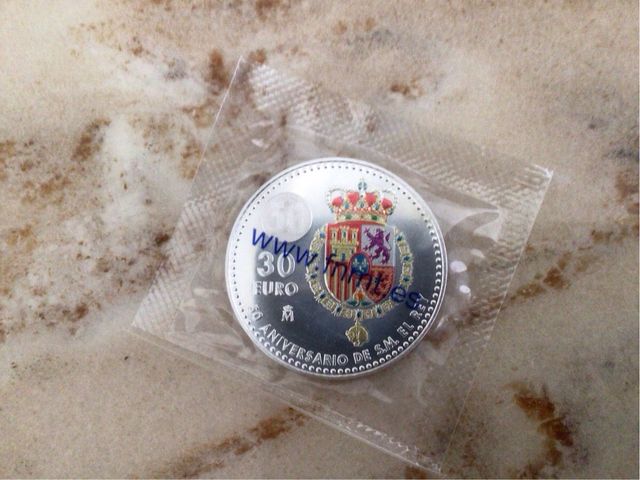 www.fnmt.es
30
EURO
50 ANIVERSARIO DE S.M. EL REY